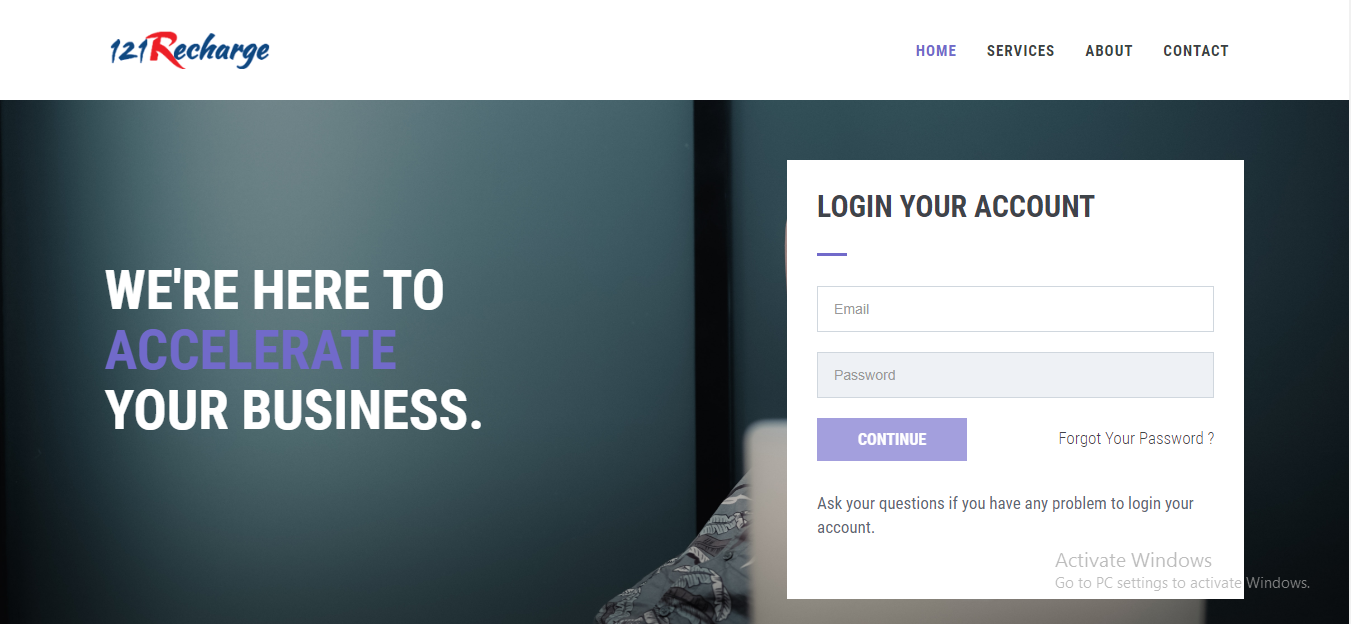 121Recharge
HOME SERVICES ABOUT CONTACT
WE'RE HERE TO
ACCELERATE
YOUR BUSINESS.
LOGIN YOUR ACCOUNT
Email
Password
CONTINUE
Forgot Your Password ?
Ask your questions if you have any problem to login your
account.
Activate Windows
Go to PC settings to activate Windows.